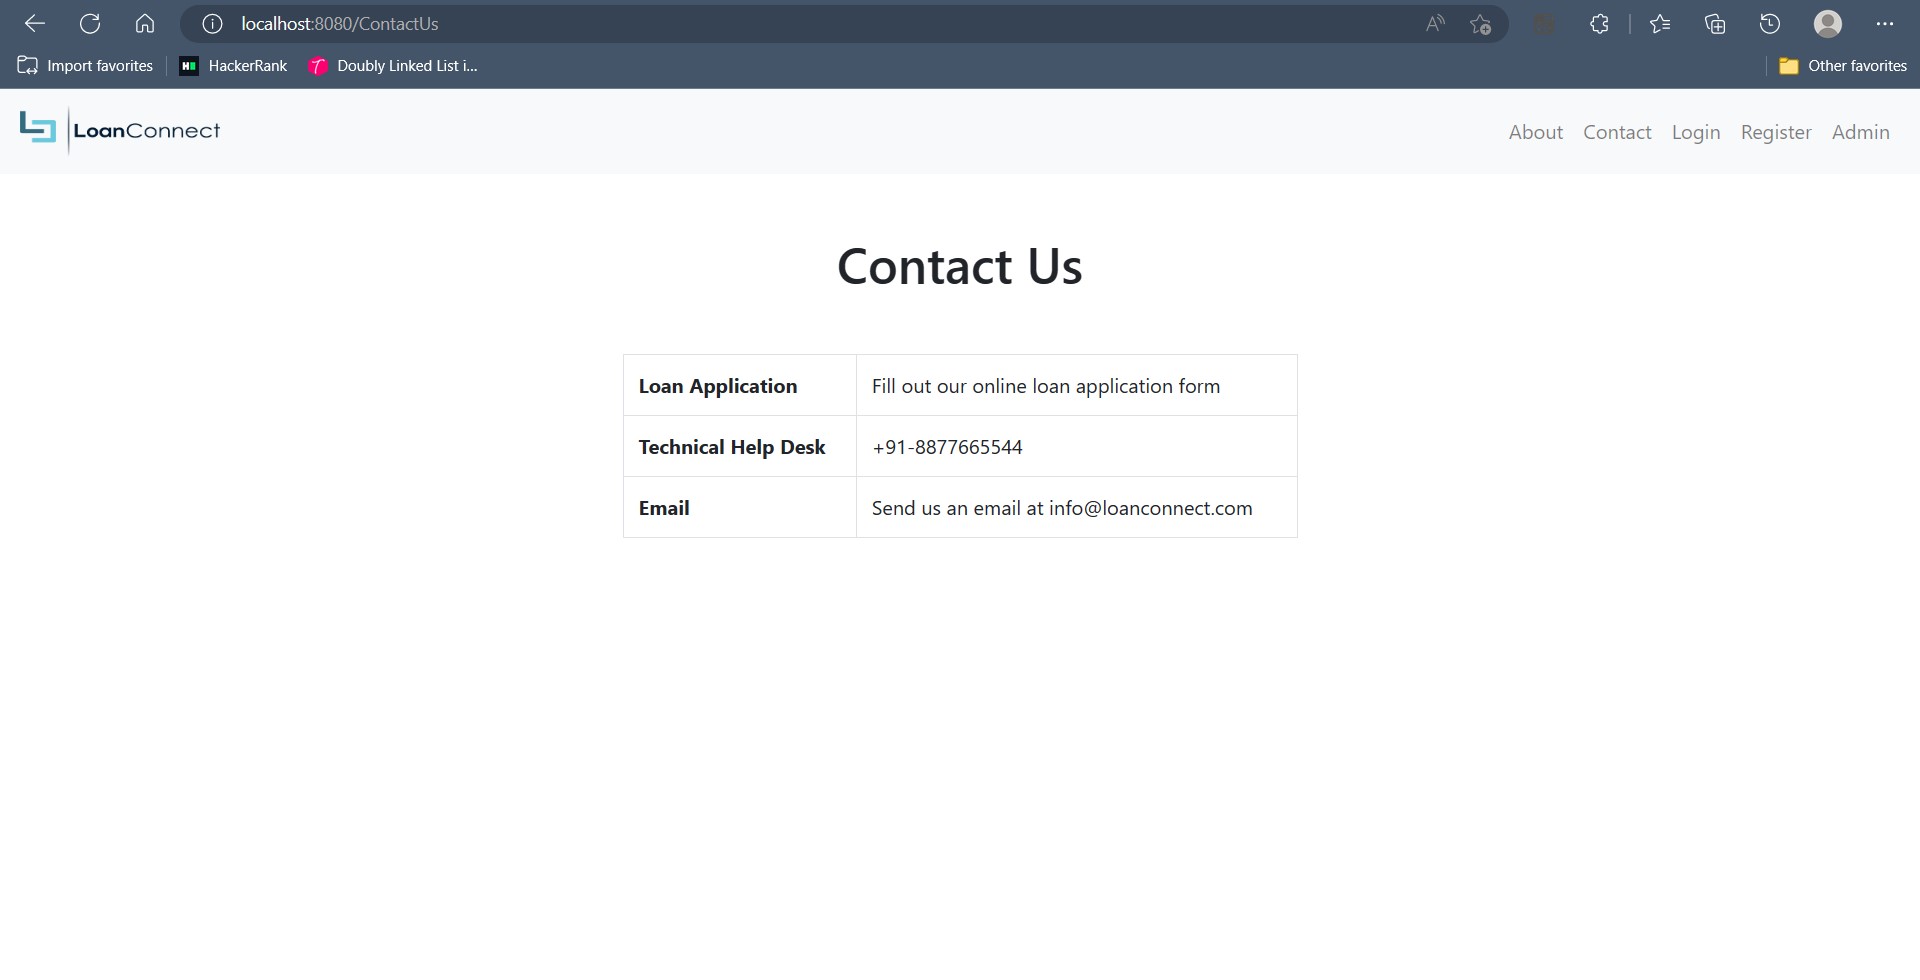 localhost:8080/ContactUs
Import favorites HackerRank Doubly Linked List i... Other favorites
LoanConnect About Contact Login Register Admin
Contact Us
Loan Application Fill out our online loan application form
Technical Help Desk +91-8877665544
Email Send us an email at info@loanconnect.com